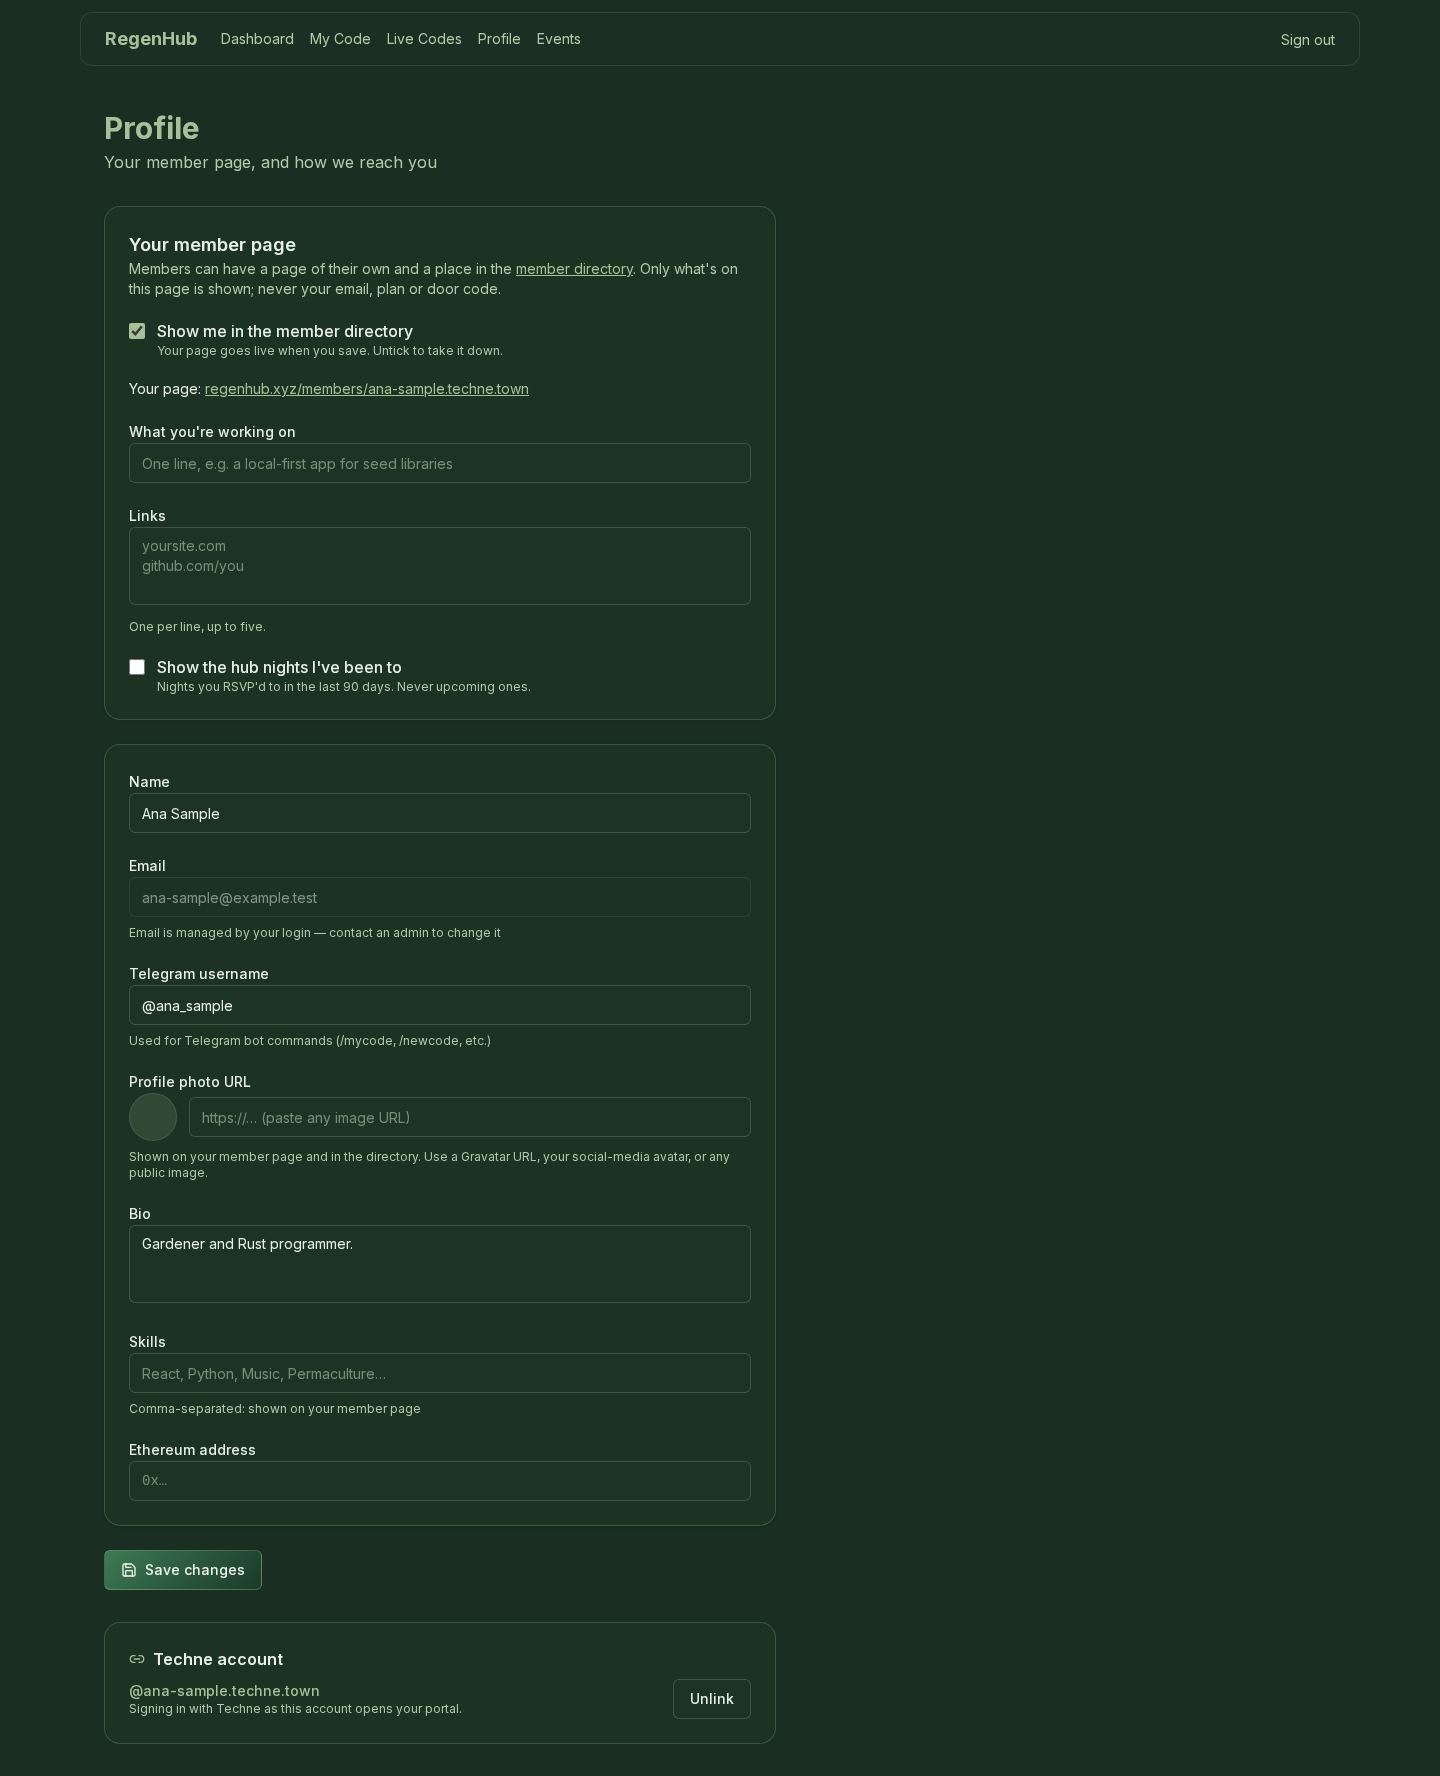 RegenHub Dashboard My Code Live Codes Profile Events Sign out
Profile
Your member page, and how we reach you
Your member page
Members can have a page of their own and a place in the member directory. Only what's on
this page is shown; never your email, plan or door code.
Show me in the member directory
Your page goes live when you save. Untick to take it down.
Your page: regenhub.xyz/members/ana-sample.techne.town
What you're working on
One line, e.g. a local-first app for seed libraries
Links
yoursite.com
github.com/you
One per line, up to five.
Show the hub nights I've been to
Nights you RSVP'd to in the last 90 days. Never upcoming ones.
Name
Ana Sample
Email
ana-sample@example.test
Email is managed by your login — contact an admin to change it
Telegram username
@ana_sample
Used for Telegram bot commands (/mycode, /newcode, etc.)
Profile photo URL
https://… (paste any image URL)
Shown on your member page and in the directory. Use a Gravatar URL, your social-media avatar, or any
public image.
Bio
Gardener and Rust programmer.
Skills
React, Python, Music, Permaculture…
Comma-separated: shown on your member page
Ethereum address
0x…
Save changes
Techne account
@ana-sample.techne.town
Signing in with Techne as this account opens your portal.
Unlink